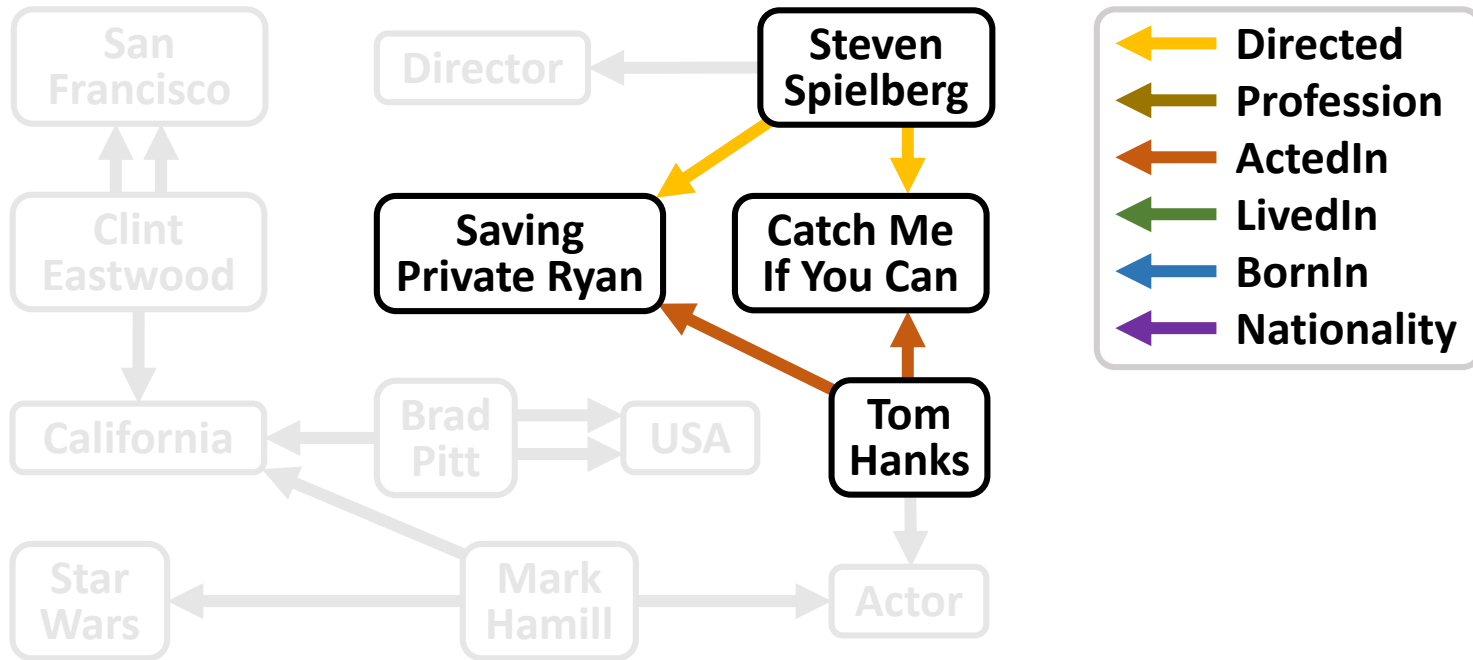 San
Francisco
Director
Steven
Spielberg
Clint
Eastwood
Saving
Private Ryan
Catch Me
If You Can
California
Brad
Pitt
USA
Tom
Hanks
Star
Wars
Mark
Hamill
Actor
Directed
Profession
ActedIn
LivedIn
BornIn
Nationality